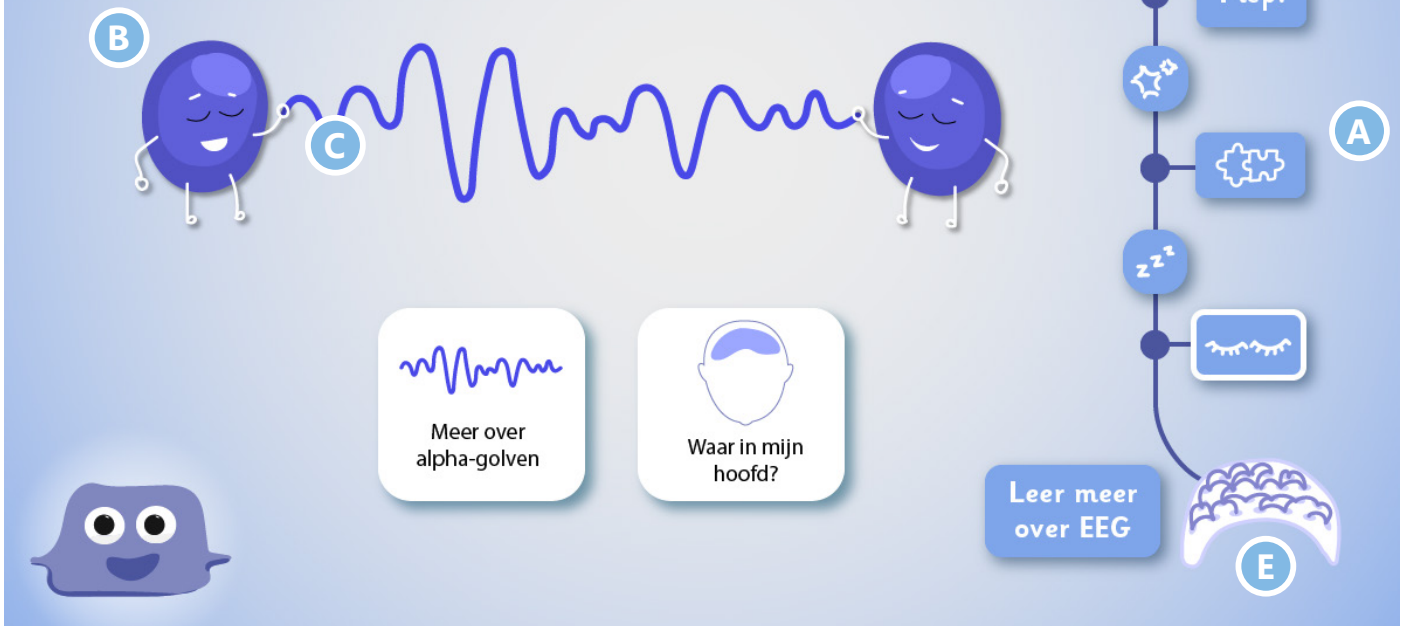 B
C
A
z z z
Meer over
alpha-golven
Waar in mijn
hoofd?
Leer meer
over EEG
E